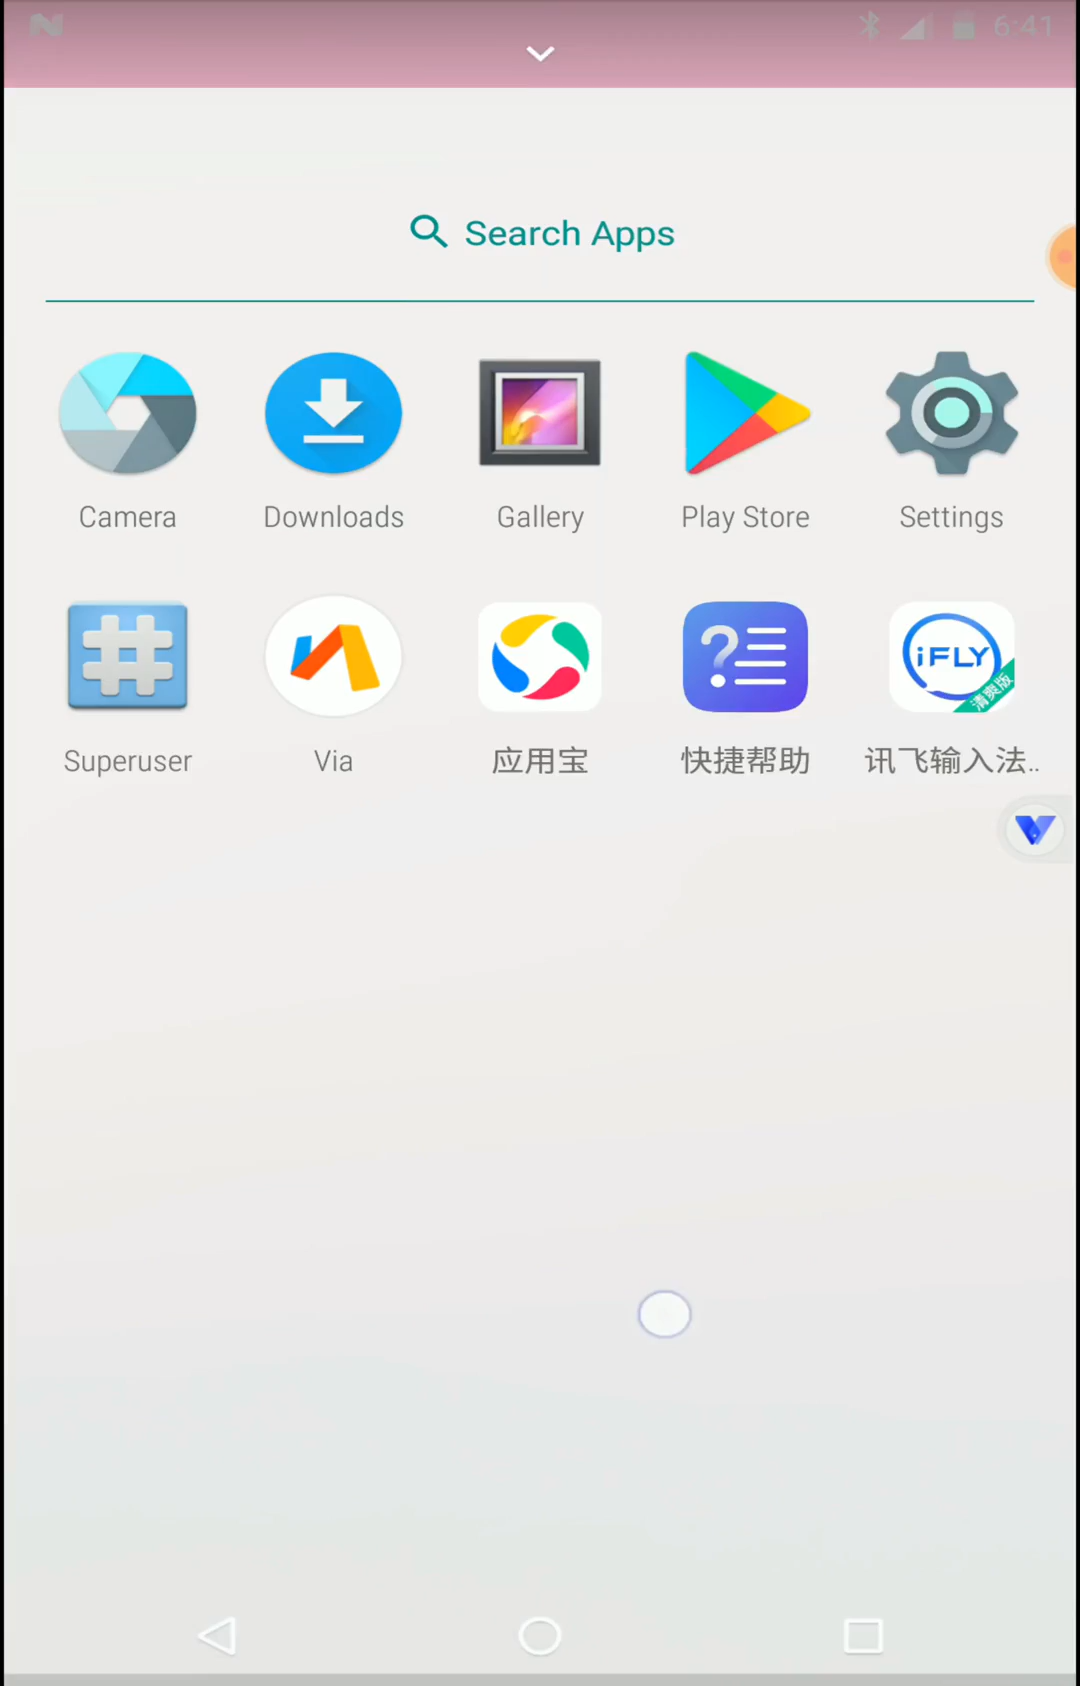 6:41
Search Apps
Camera Downloads Gallery Play Store Settings
iFLY
清爽版
Superuser Via 应用宝 快捷帮助 讯飞输入法..